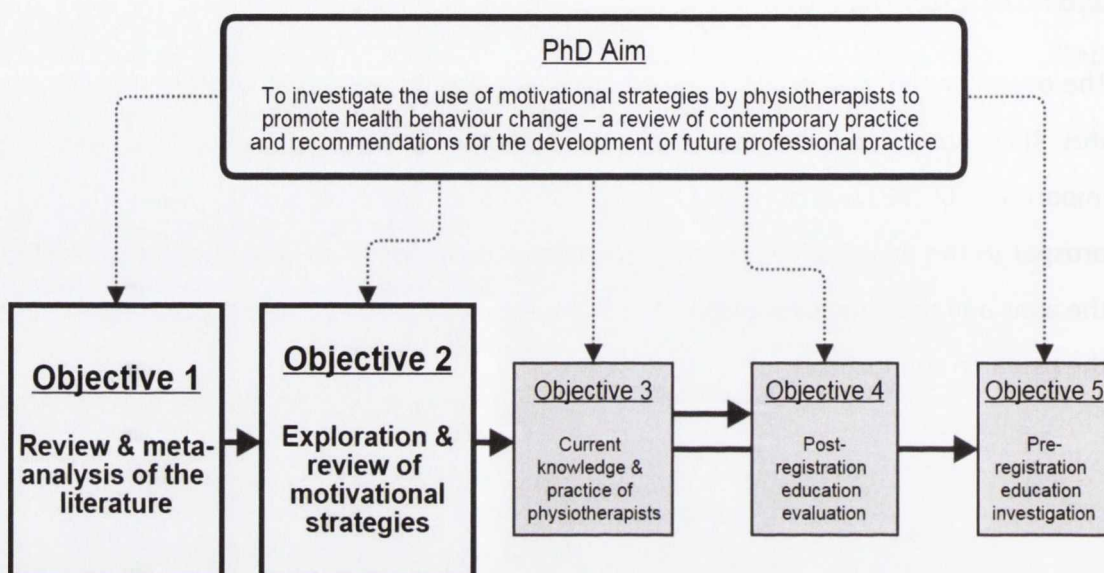 PhD Aim
To investigate the use of motivational strategies by physiotherapists to
promote health behaviour change – a review of contemporary practice
and recommendations for the development of future professional practice
Objective 1
Review & meta-
analysis of the
literature
Objective 2
Exploration &
review of
motivational
strategies
Objective 3
Current
knowledge &
practice of
physiotherapists
Objective 4
Post-
registration
education
evaluation
Objective 5
Pre-
registration
education
investigation